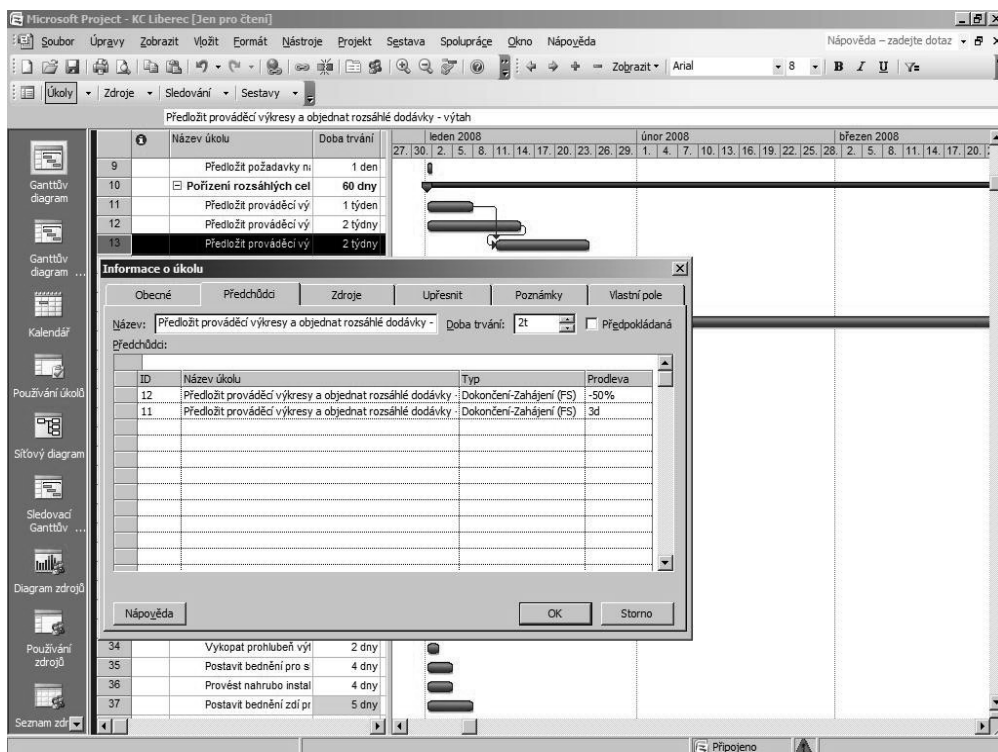 Microsoft Project - KC Liberec [Jen pro čtení]
Soubor Úpravy Zobrazit Vložit Formát Nástroje Projekt Sestava Spolupráce Okno Nápověda Nápověda – zadejte dotaz
Zobrazit Arial 8 B I U
Úkoly Zdroje Sledování Sestavy
Předložit prováděcí výkresy a objednat rozsáhlé dodávky - výtah
Název úkolu Doba trvání leden 2008 únor 2008 březen 2008
27. 30. 2. 5. 8. 11. 14. 17. 20. 23. 26. 29. 1. 4. 7. 10. 13. 16. 19. 22. 25. 28. 2. 5. 8. 11. 14. 17. 20.
9 Předložit požadavky na 1 den
10 Pořízení rozsáhlých cel 60 dny
11 Předložit prováděcí vý 1 týden
12 Předložit prováděcí vý 2 týdny
13 Předložit prováděcí vý 2 týdny
Ganttův
diagram
Ganttův
diagram ...
Kalendář
Používání úkolů
Síťový diagram
Sledovací
Ganttův ...
Diagram zdrojů
Používání
zdrojů
Seznam zdr
Informace o úkolu
Obecné Předchůdci Zdroje Upřesnit Poznámky Vlastní pole
Název: Předložit prováděcí výkresy a objednat rozsáhlé dodávky - Doba trvání: 2t Předpokládaná
Předchůdci:
ID Název úkolu Typ Prodleva
12 Předložit prováděcí výkresy a objednat rozsáhlé dodávky - Dokončení-Zahájení (FS) -50%
11 Předložit prováděcí výkresy a objednat rozsáhlé dodávky - Dokončení-Zahájení (FS) 3d
Nápověda OK Storno
34 Vykopat prohlubeň výt 2 dny
35 Postavit bednění pro s 4 dny
36 Provést nahrubo instal 4 dny
37 Postavit bednění zdí pr 5 dny
Připojeno